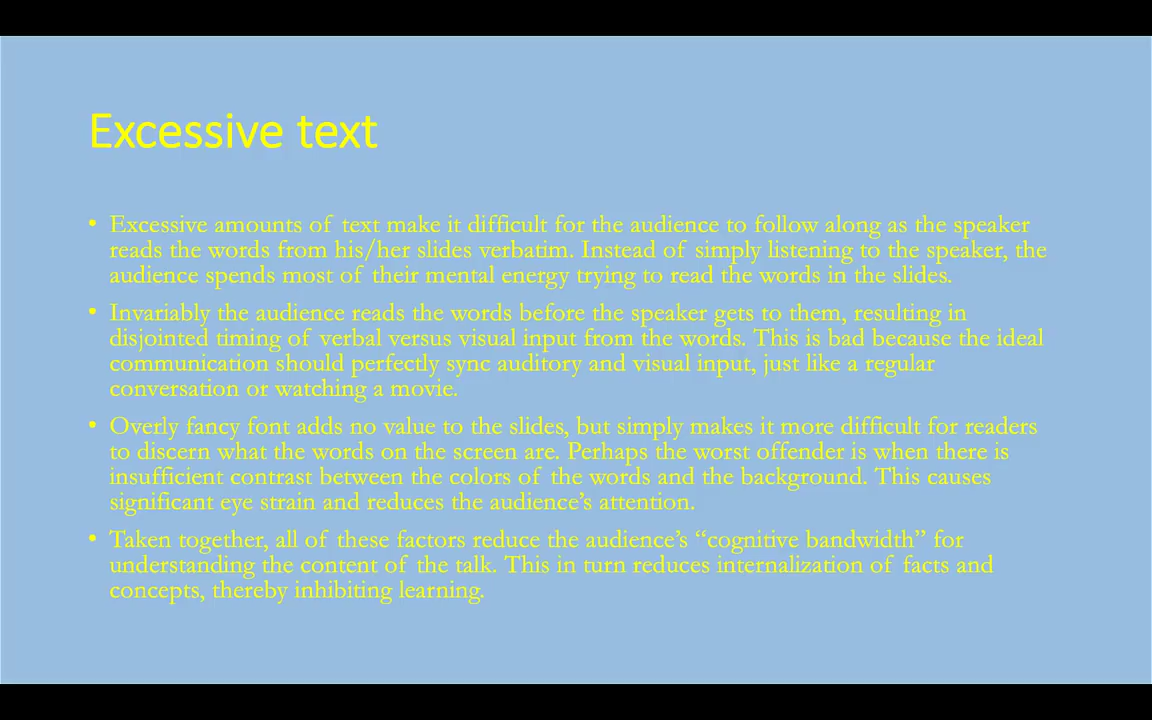 Excessive text
• Excessive amounts of text make it difficult for the audience to follow along as the speaker
reads the words from his/her slides verbatim. Instead of simply listening to the speaker, the
audience spends most of their mental energy trying to read the words in the slides.
• Invariably the audience reads the words before the speaker gets to them, resulting in
disjointed timing of verbal versus visual input from the words. This is bad because the ideal
communication should perfectly sync auditory and visual input, just like a regular
conversation or watching a movie.
• Overly fancy font adds no value to the slides, but simply makes it more difficult for readers
to discern what the words on the screen are. Perhaps the worst offender is when there is
insufficient contrast between the colors of the words and the background. This causes
significant eye strain and reduces the audience’s attention.
• Taken together, all of these factors reduce the audience’s “cognitive bandwidth” for
understanding the content of the talk. This in turn reduces internalization of facts and
concepts, thereby inhibiting learning.